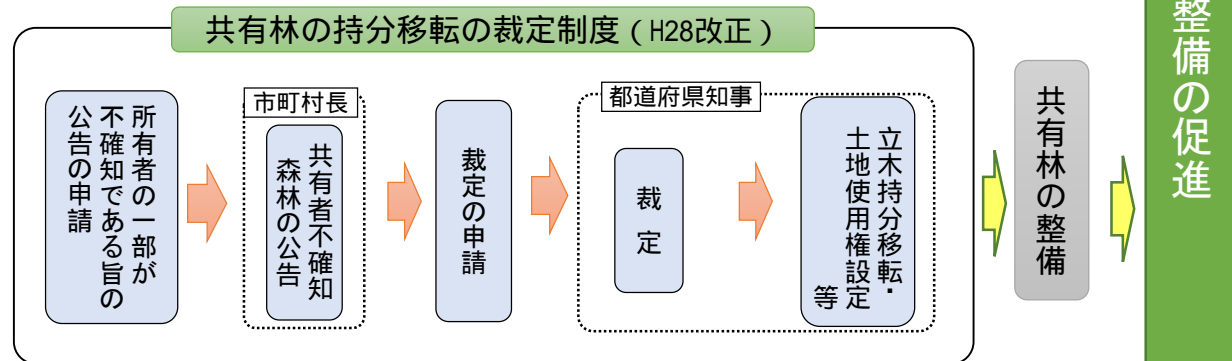 共有林の持分移転の裁定制度（H28改正）
所有者の一部が
不確知である旨の
公告の申請
市町村長
共有者不確知
森林の公告
裁定の申請
都道府県知事
裁定
立木持分移転・
土地使用権設定
等
共有林の整備
整備の促進